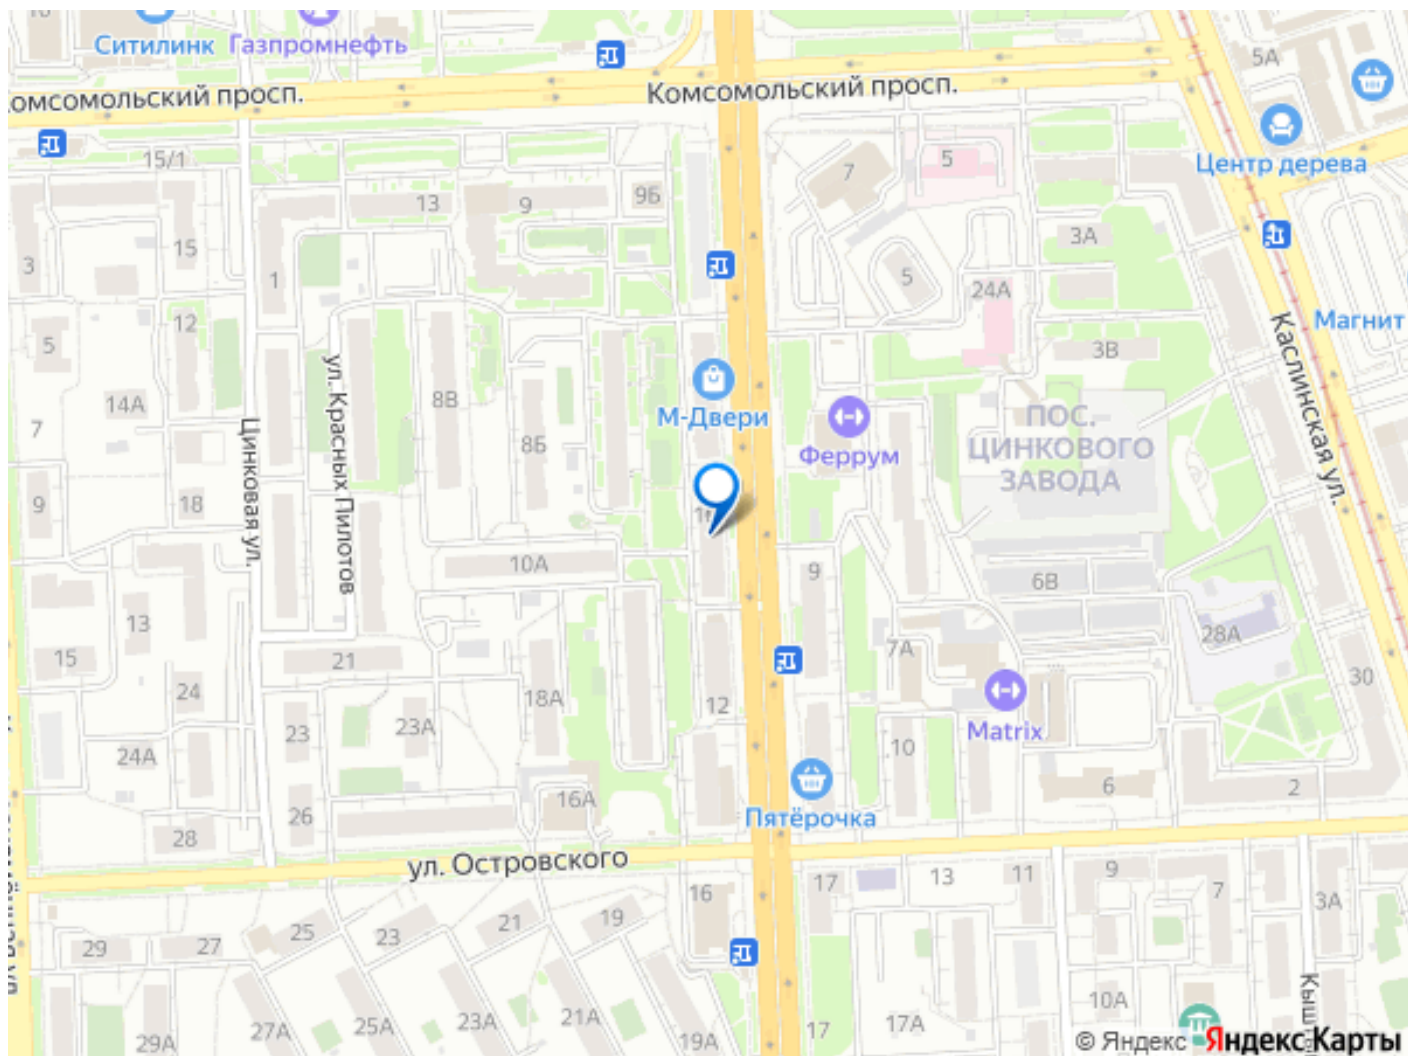 10
Ситилинк
Газпромнефть
5А
Комсомольский просп.
омсомольский просп.
15/1
Центр дерева
5
7
13
9
9Б
3А
15
3
1
5
24А
12
Магнит
5
3В
Каслинская ул.
ул. Красных Пилотов
14А
8В
М-Двери
7
Цинковая ул.
8Б
Феррум
ПОС.
ЦИНКОВОГО
ЗАВОДА
9
18
10А
9
6В
13
28А
15
21
7А
30
24
18А
12
23
23А
Matrix
10
24А
6
2
16А
26
Пятёрочка
28
ул. Островского
16
17
13
11
9
7
3А
29
27
25
23
21
19
10А
29А
27А
25А
23А
21А
19А
17
17А
© Яндекс
Яндекс Карты